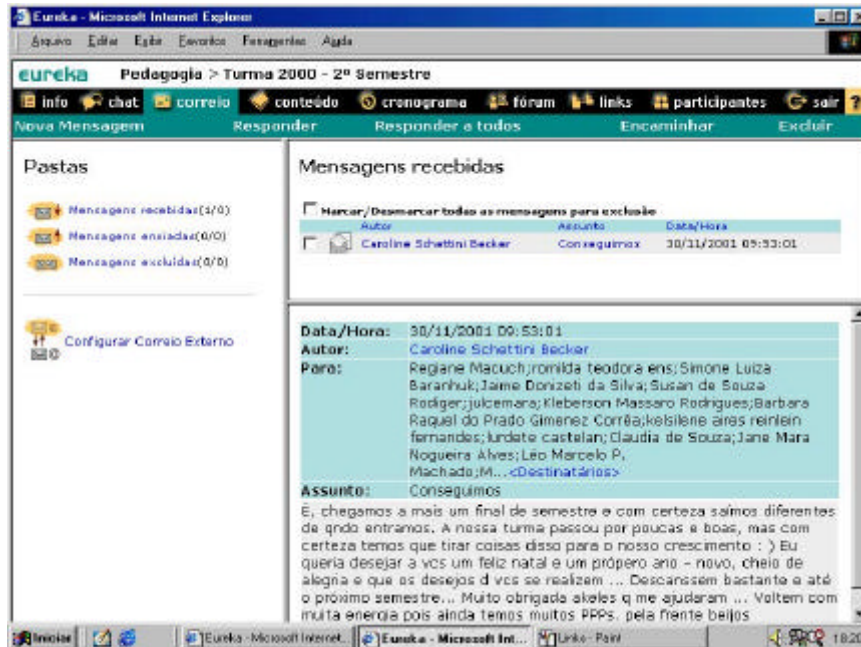 Eureka - Microsoft Internet Explorer
Arquivo Editar Exibir Favoritos Ferramentas Ajuda
eureka Pedagogia > Turma 2000 - 2º Semestre
info chat correio conteúdo cronograma fórum links participantes sair ?
Nova Mensagem Responder Responder a todos Encaminhar Excluir
Pastas
Mensagens recebidas(1/0)
Mensagens enviadas(0/0)
Mensagens excluídas(0/0)
Configurar Correio Externo
Mensagens recebidas
Marcar/Desmarcar todas as mensagens para exclusão
Autor Assunto Data/Hora
Caroline Schettini Becker Conseguimos 30/11/2001 09:53:01
Data/Hora: 30/11/2001 09:53:01
Autor: Caroline Schettini Becker
Para: Regiane Macuch;romilda teodora ens;Simone Luiza
Baranhuk;Jaime Donizeti da Silva;Susan de Souza
Rodiger;julcemara;Kleberson Massaro Rodrigues;Barbara
Raquel do Prado Gimenez Corrêa;kelsilene aires reinlein
fernandes;lurdete castelan;Claudia de Souza;Jane Mara
Nogueira Alves;Léo Marcelo P.
Machado;M...<Destinatários>
Assunto: Conseguimos
É, chegamos a mais um final de semestre e com certeza saímos diferentes
de qndo entramos. A nossa turma passou por poucas e boas, mas com
certeza temos que tirar coisas disso para o nosso crescimento : ) Eu
queria desejar a vcs um feliz natal e um própero ano - novo, cheio de
alegria e que os desejos d vcs se realizem ... Descanssem bastante e até
o próximo semestre... Muito obrigada akeles q me ajudaram ... Voltem com
muita energia pois ainda temos muitos PPPs. pela frente beijos
Iniciar Eureka - Microsoft Internet... Eureka - Microsoft Int... Links - Paint 18:20